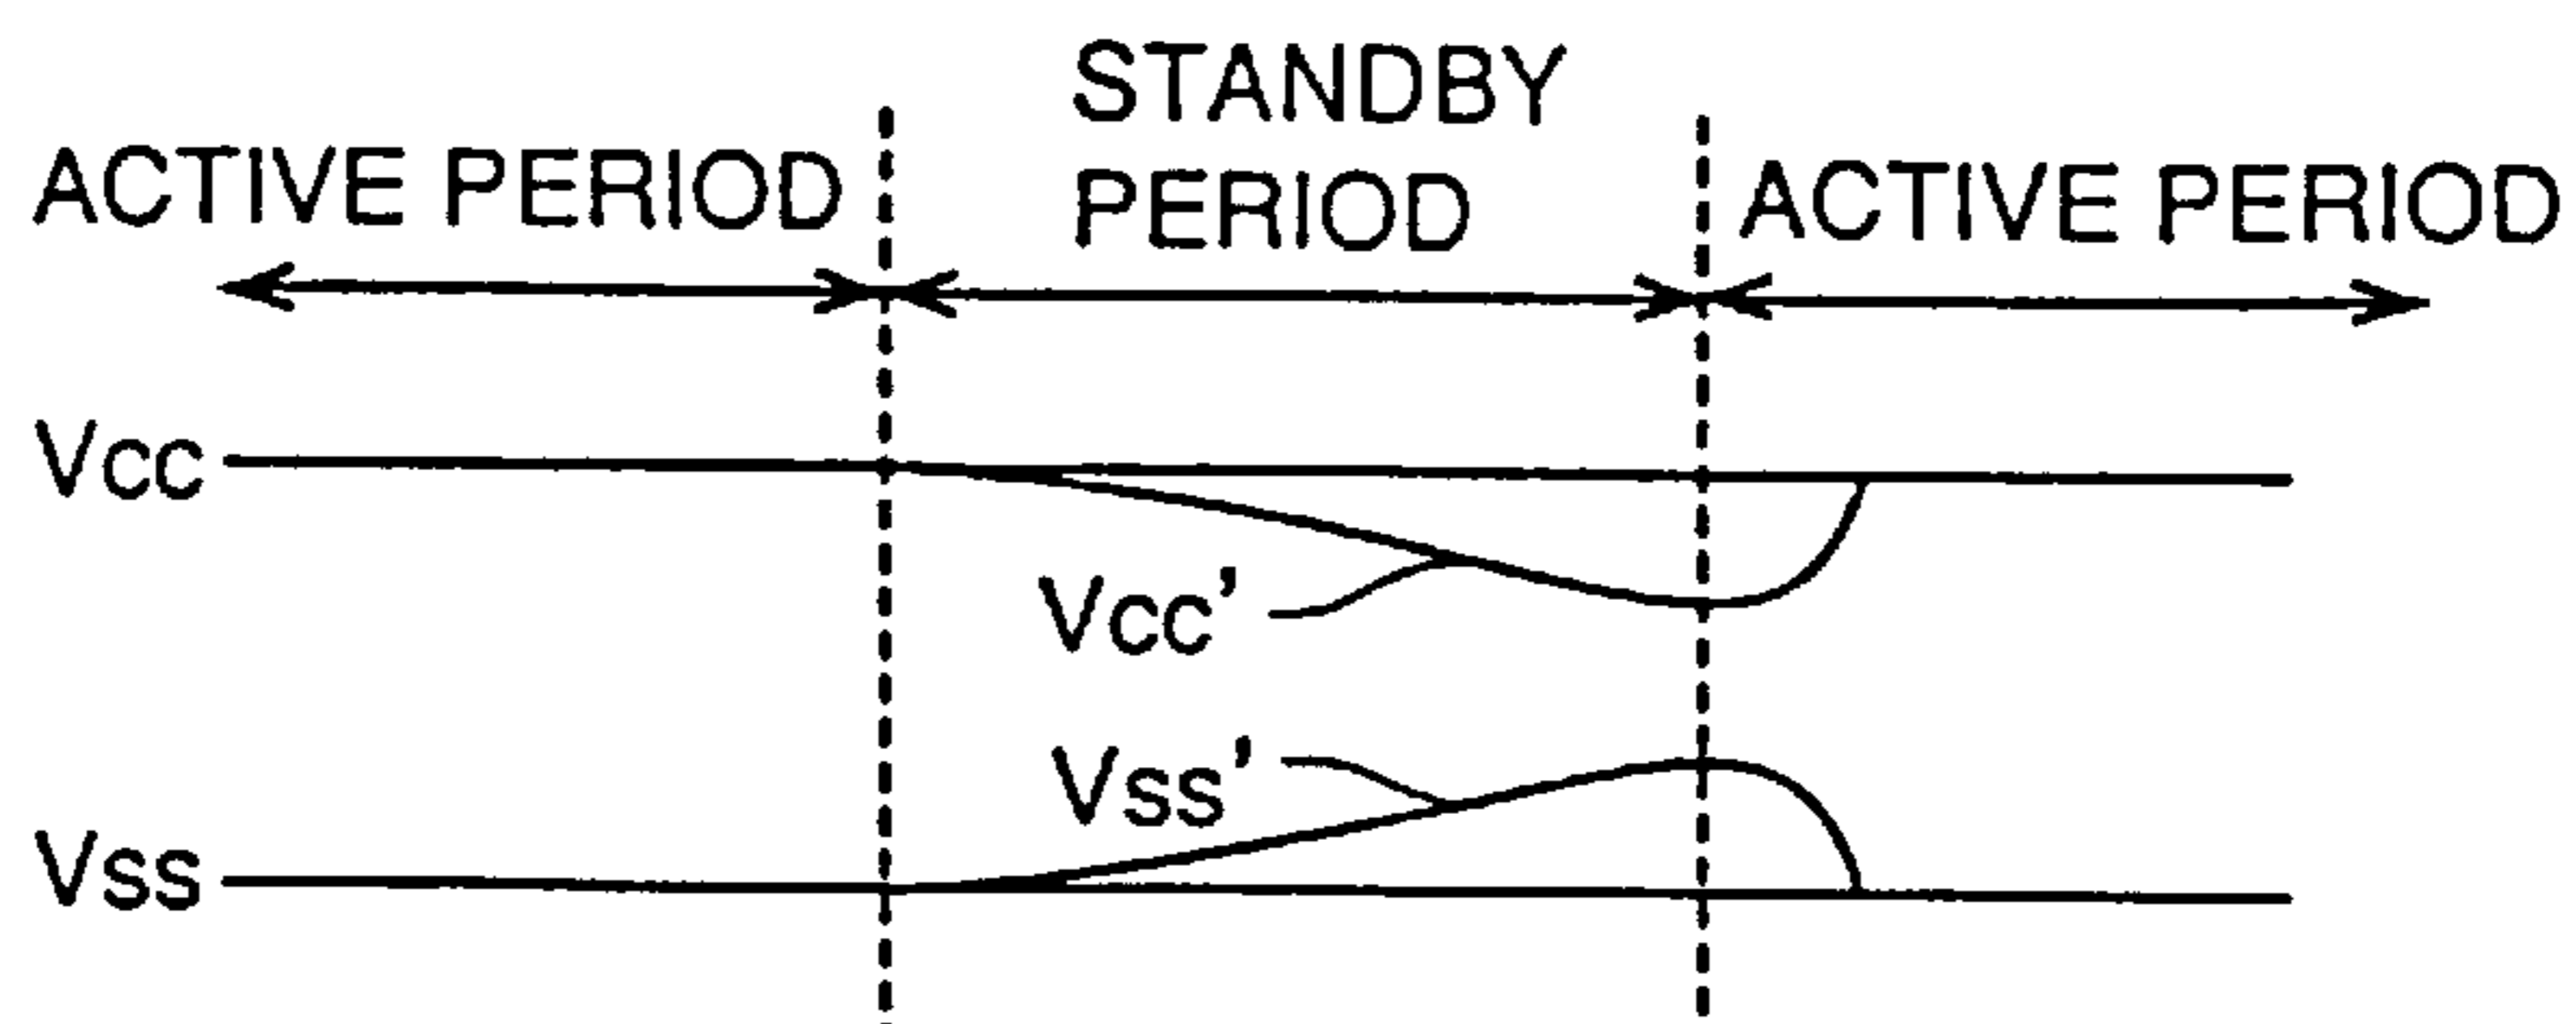 STANDBY
PERIOD
ACTIVE PERIOD
ACTIVE PERIOD
Vcc
Vcc'
Vss'
Vss